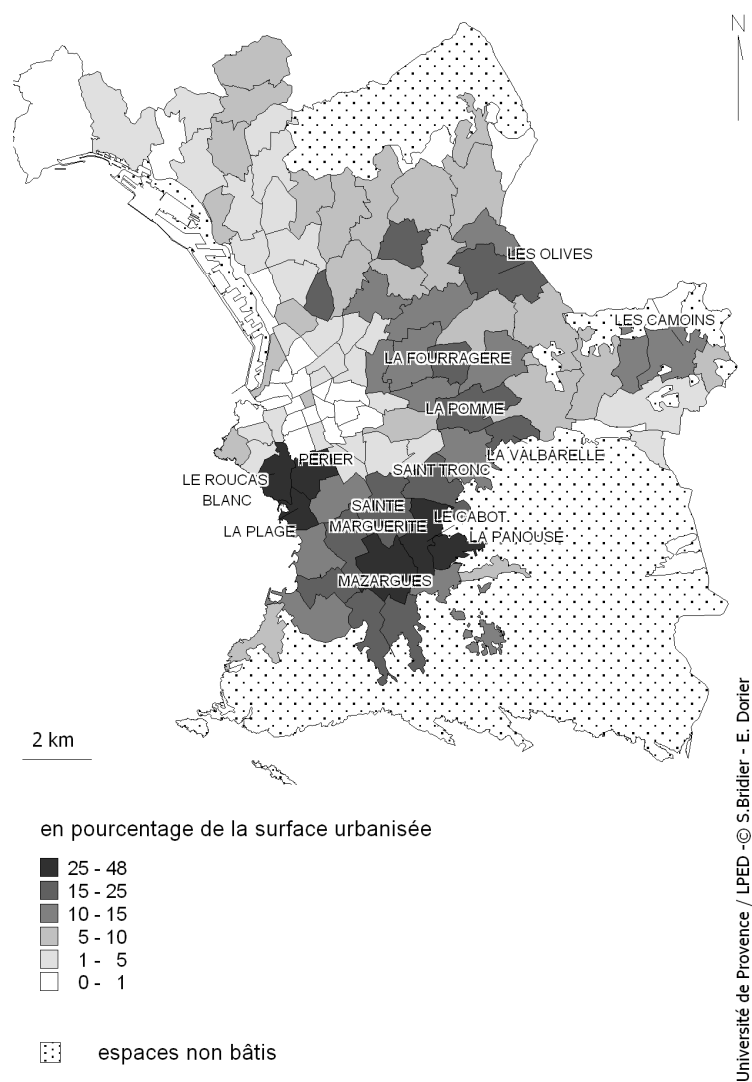 N
LES OLIVES
LES CAMOINS
LA FOURRAGERE
LA POMME
LA VALBARELLE
PERIER
SAINT TRONC
LE ROUCAS
BLANC
SAINTE
MARGUERITE
LE CABOT
LA PLAGE
LA PANOUSE
MAZARGUES
2 km
en pourcentage de la surface urbanisée
25 - 48
15 - 25
10 - 15
5 - 10
1 - 5
0 - 1
espaces non bâtis
Université de Provence / LPED -© S.Bridier - E. Dorier